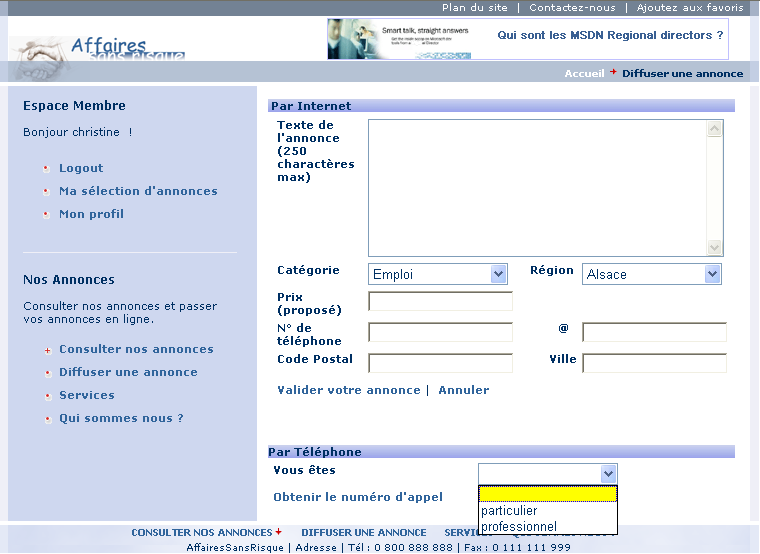 Plan du site | Contactez-nous | Ajoutez aux favoris
Affaires
sans risque
Smart talk, straight answers
Qui sont les MSDN Regional directors ?
Accueil Diffuser une annonce
Espace Membre
Bonjour christine !
Logout
Ma sélection d'annonces
Mon profil
Nos Annonces
Consulter nos annonces et passer
vos annonces en ligne.
Consulter nos annonces
Diffuser une annonce
Services
Qui sommes nous ?
Par Internet
Texte de
l'annonce
(250
charactères
max)
Catégorie Emploi Région Alsace
Prix
(proposé)
N° de
téléphone @
Code Postal Ville
Valider votre annonce | Annuler
Par Téléphone
Vous êtes
particulier
professionnel
Obtenir le numéro d'appel
CONSULTER NOS ANNONCES DIFFUSER UNE ANNONCE
AffairesSansRisque | Adresse | Tél : 0 800 888 888 | Fax : 0 111 111 999